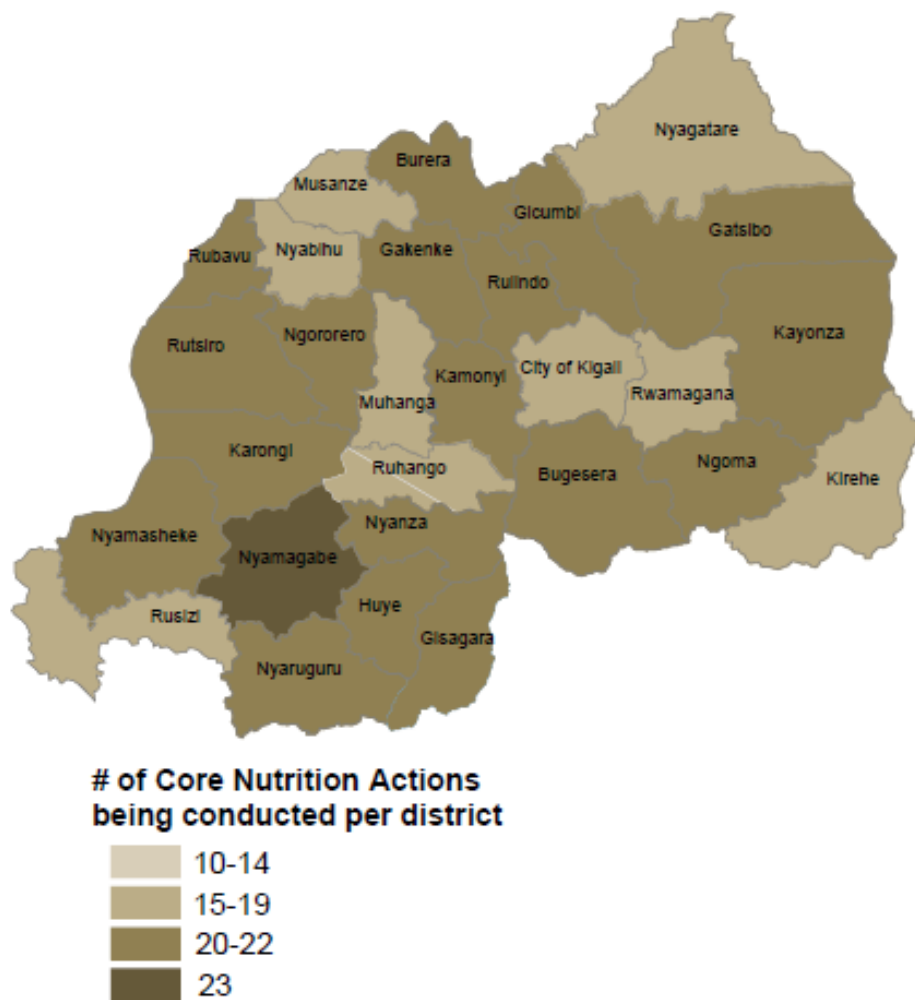 Nyagatare
Burera
Musanze
Gicumbi
Gatsibo
Nyabihu
Gakenke
Rubavu
Rulindo
Ngororero
Kayonza
Rutsiro
City of Kigali
Kamonyi
Rwamagana
Muhanga
Karongi
Ruhango
Ngoma
Bugesera
Kirehe
Nyanza
Nyamasheke
Nyamagabe
Huye
Rusizi
Gisagara
Nyaruguru
# of Core Nutrition Actions
being conducted per district
10-14
15-19
20-22
23